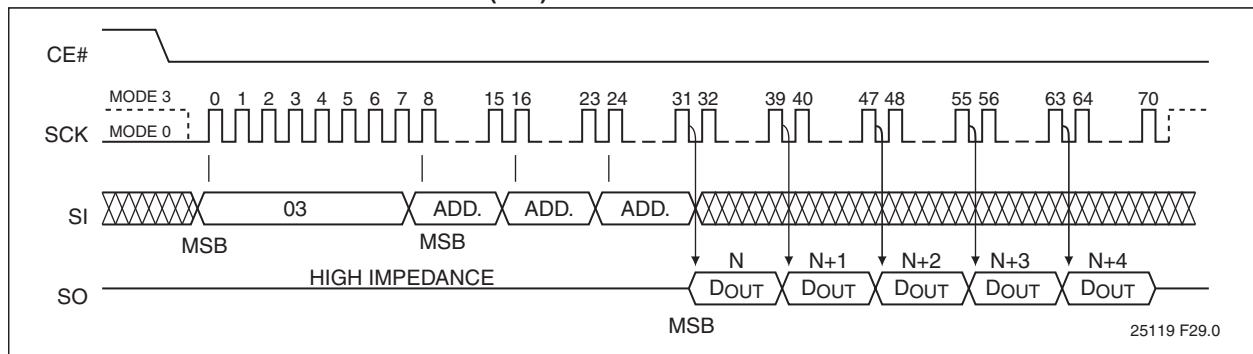 CE#
MODE 3
0 1 2 3 4 5 6 7 8 15 16 23 24 31 32 39 40 47 48 55 56 63 64 70
SCK
MODE 0
SI
03
ADD.
ADD.
ADD.
MSB
MSB
N
N+1
N+2
N+3
N+4
HIGH IMPEDANCE
SO
DOUT
DOUT
DOUT
DOUT
DOUT
MSB
25119 F29.0